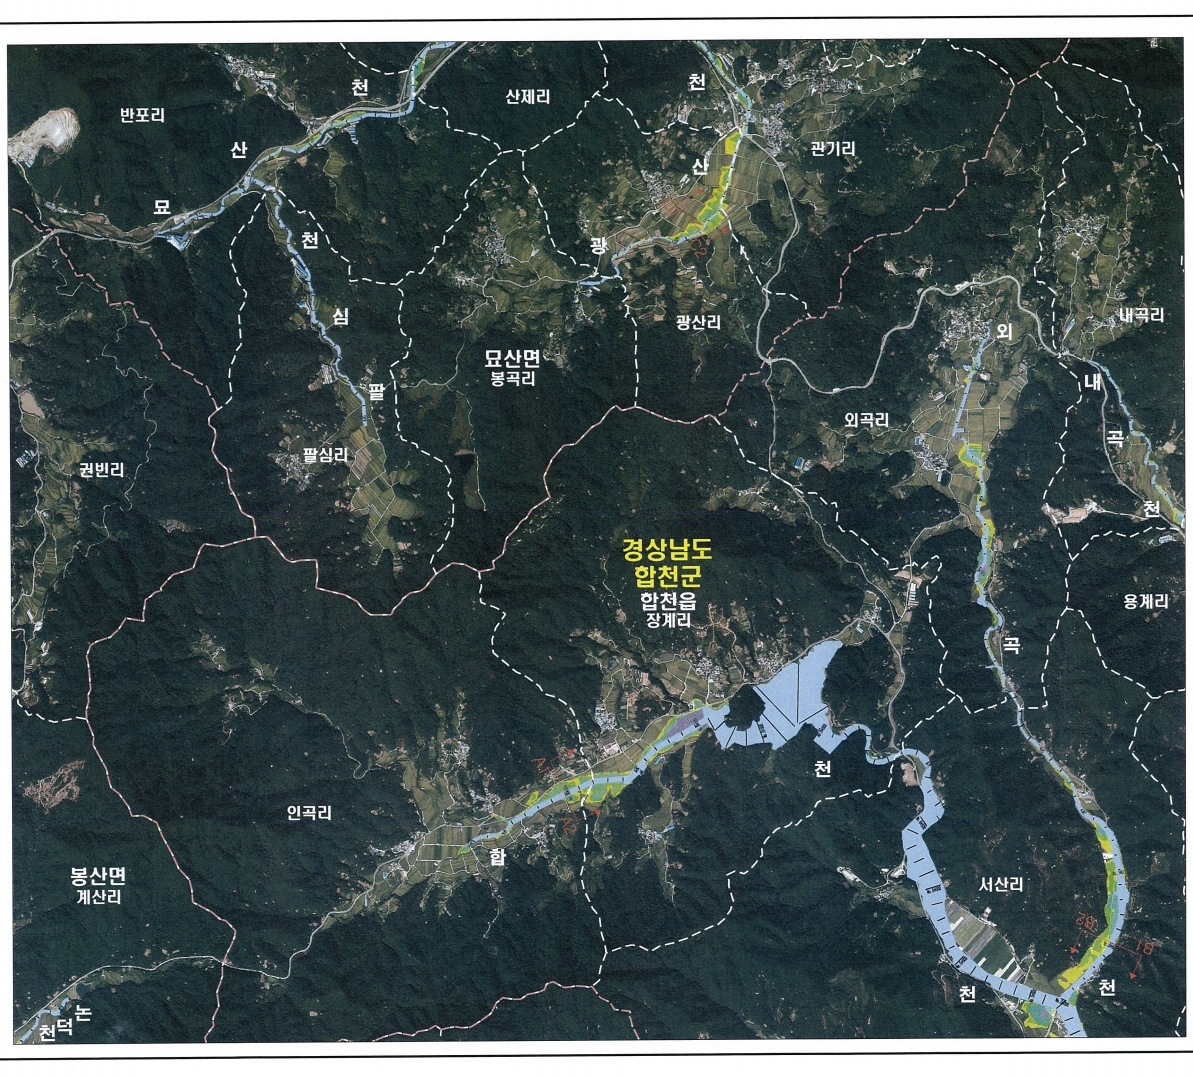 천
산제리
천
반포리
산
관기리
산
묘
천
광
내곡리
심
광산리
외
묘산면
봉곡리
내
팔
외곡리
곡
팔심리
권빈리
천
경상남도
합천군
합천읍
장계리
용계리
곡
천
인곡리
합
봉산면
계산리
서산리
B2
B1
천
천
논
덕
천